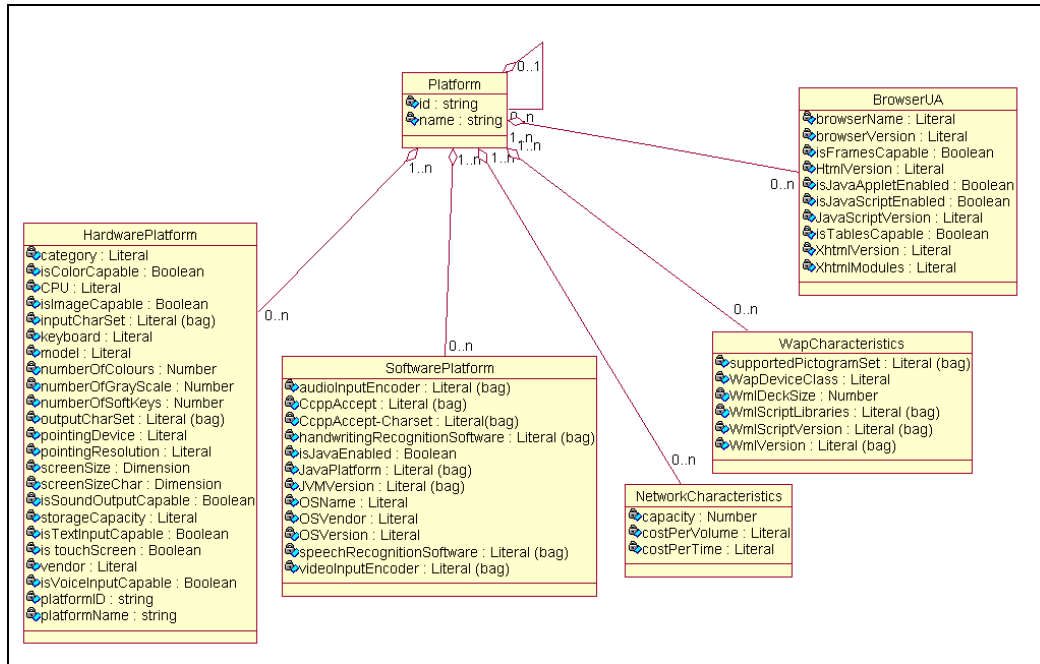 Platform
id : string
name : string
0..1
0..n
1..n
1..n
1..n
1..n
1..n
BrowserUA
browserName : Literal
browserVersion : Literal
isFramesCapable : Boolean
HtmlVersion : Literal
isJavaAppletEnabled : Boolean
isJavaScriptEnabled : Boolean
JavaScriptVersion : Literal
isTablesCapable : Boolean
XhtmlVersion : Literal
XhtmlModules : Literal
0..n
HardwarePlatform
category : Literal
isColorCapable : Boolean
CPU : Literal
isImageCapable : Boolean
inputCharSet : Literal (bag)
keyboard : Literal
model : Literal
numberOfColours : Number
numberOfGrayScale : Number
numberOfSoftKeys : Number
outputCharSet : Literal (bag)
pointingDevice : Literal
pointingResolution : Literal
screenSize : Dimension
screenSizeChar : Dimension
isSoundOutputCapable : Boolean
storageCapacity : Literal
isTextInputCapable : Boolean
is touchScreen : Boolean
vendor : Literal
isVoiceInputCapable : Boolean
platformID : string
platformName : string
0..n
SoftwarePlatform
audioInputEncoder : Literal (bag)
CcppAccept : Literal (bag)
CcppAccept-Charset : Literal(bag)
handwritingRecognitionSoftware : Literal (bag)
isJavaEnabled : Boolean
JavaPlatform : Literal (bag)
JVMVersion : Literal (bag)
OSName : Literal
OSVendor : Literal
OSVersion : Literal
speechRecognitionSoftware : Literal (bag)
videoInputEncoder : Literal (bag)
0..n
WapCharacteristics
supportedPictogramSet : Literal (bag)
WapDeviceClass : Literal
WmlDeckSize : Number
WmlScriptLibraries : Literal (bag)
WmlScriptVersion : Literal (bag)
WmlVersion : Literal (bag)
0..n
NetworkCharacteristics
capacity : Number
costPerVolume : Literal
costPerTime : Literal
0..n